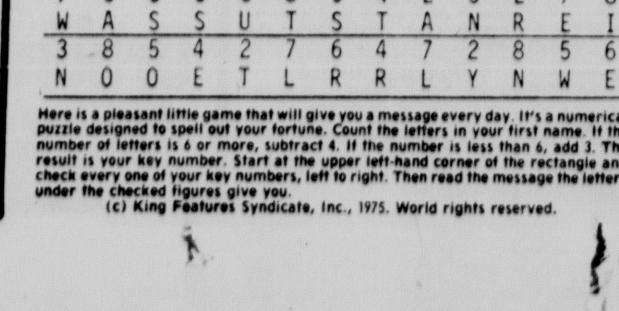 W A S S U T S T A N R E I
3 8 5 4 2 7 6 4 7 2 8 5 6
N O O E T L R R L Y N W E
Here is a pleasant little game that will give you a message every day. It's a numerica
puzzle designed to spell out your fortune. Count the letters in your first name. If th
number of letters is 6 or more, subtract 4. If the number is less than 6, add 3. Th
result is your key number. Start at the upper left-hand corner of the rectangle an
check every one of your key numbers, left to right. Then read the message the letter
under the checked figures give you.
(c) King Features Syndicate, Inc., 1975. World rights reserved.